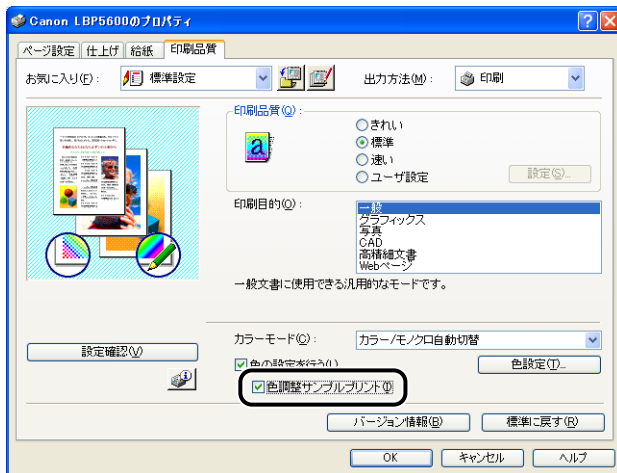 Canon LBP5600のプロパティ
ページ設定 仕上げ 給紙 印刷品質
お気に入り(F): 標準設定 出力方法(M): 印刷
印刷品質(Q):
きれい
標準
速い
ユーザ設定 設定(S)...
印刷目的(O):
一般
グラフィックス
写真
CAD
高精細文書
Webページ
一般文書に使用できる汎用的なモードです。
カラーモード(C): カラー/モノクロ自動切替
設定確認(V)
色の設定を行う(L) 色設定(T)...
色調整サンプルプリント(I)
バージョン情報(B) 標準に戻す(R)
OK キャンセル ヘルプ